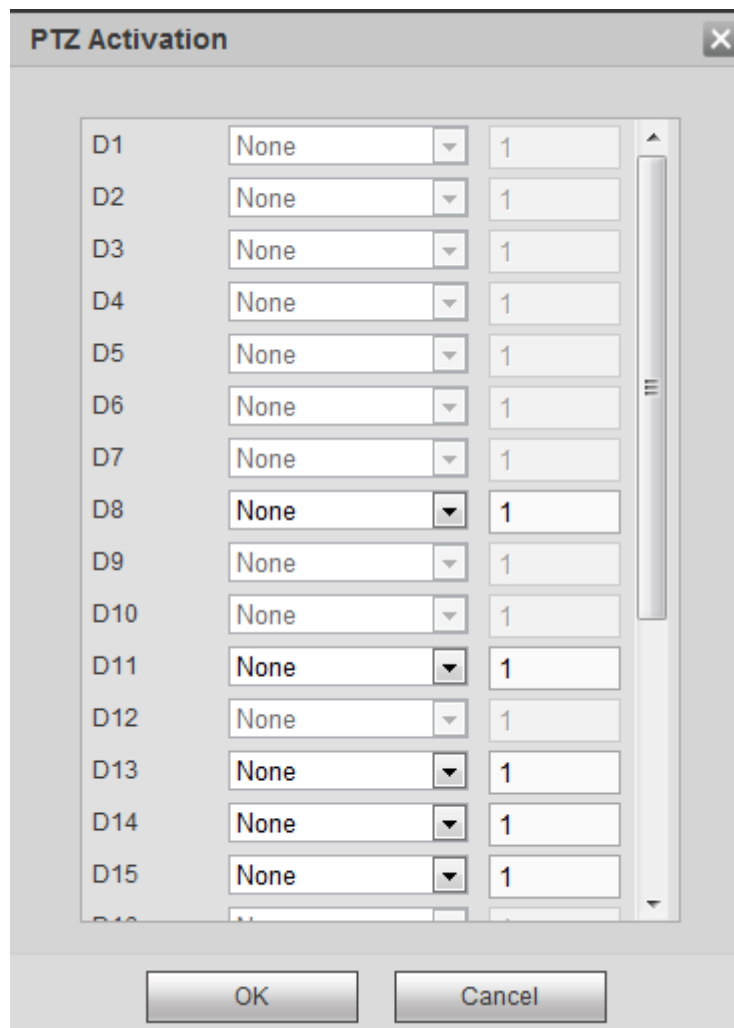 PTZ Activation
D1 None 1
D2 None 1
D3 None 1
D4 None 1
D5 None 1
D6 None 1
D7 None 1
D8 None 1
D9 None 1
D10 None 1
D11 None 1
D12 None 1
D13 None 1
D14 None 1
D15 None 1
OK Cancel